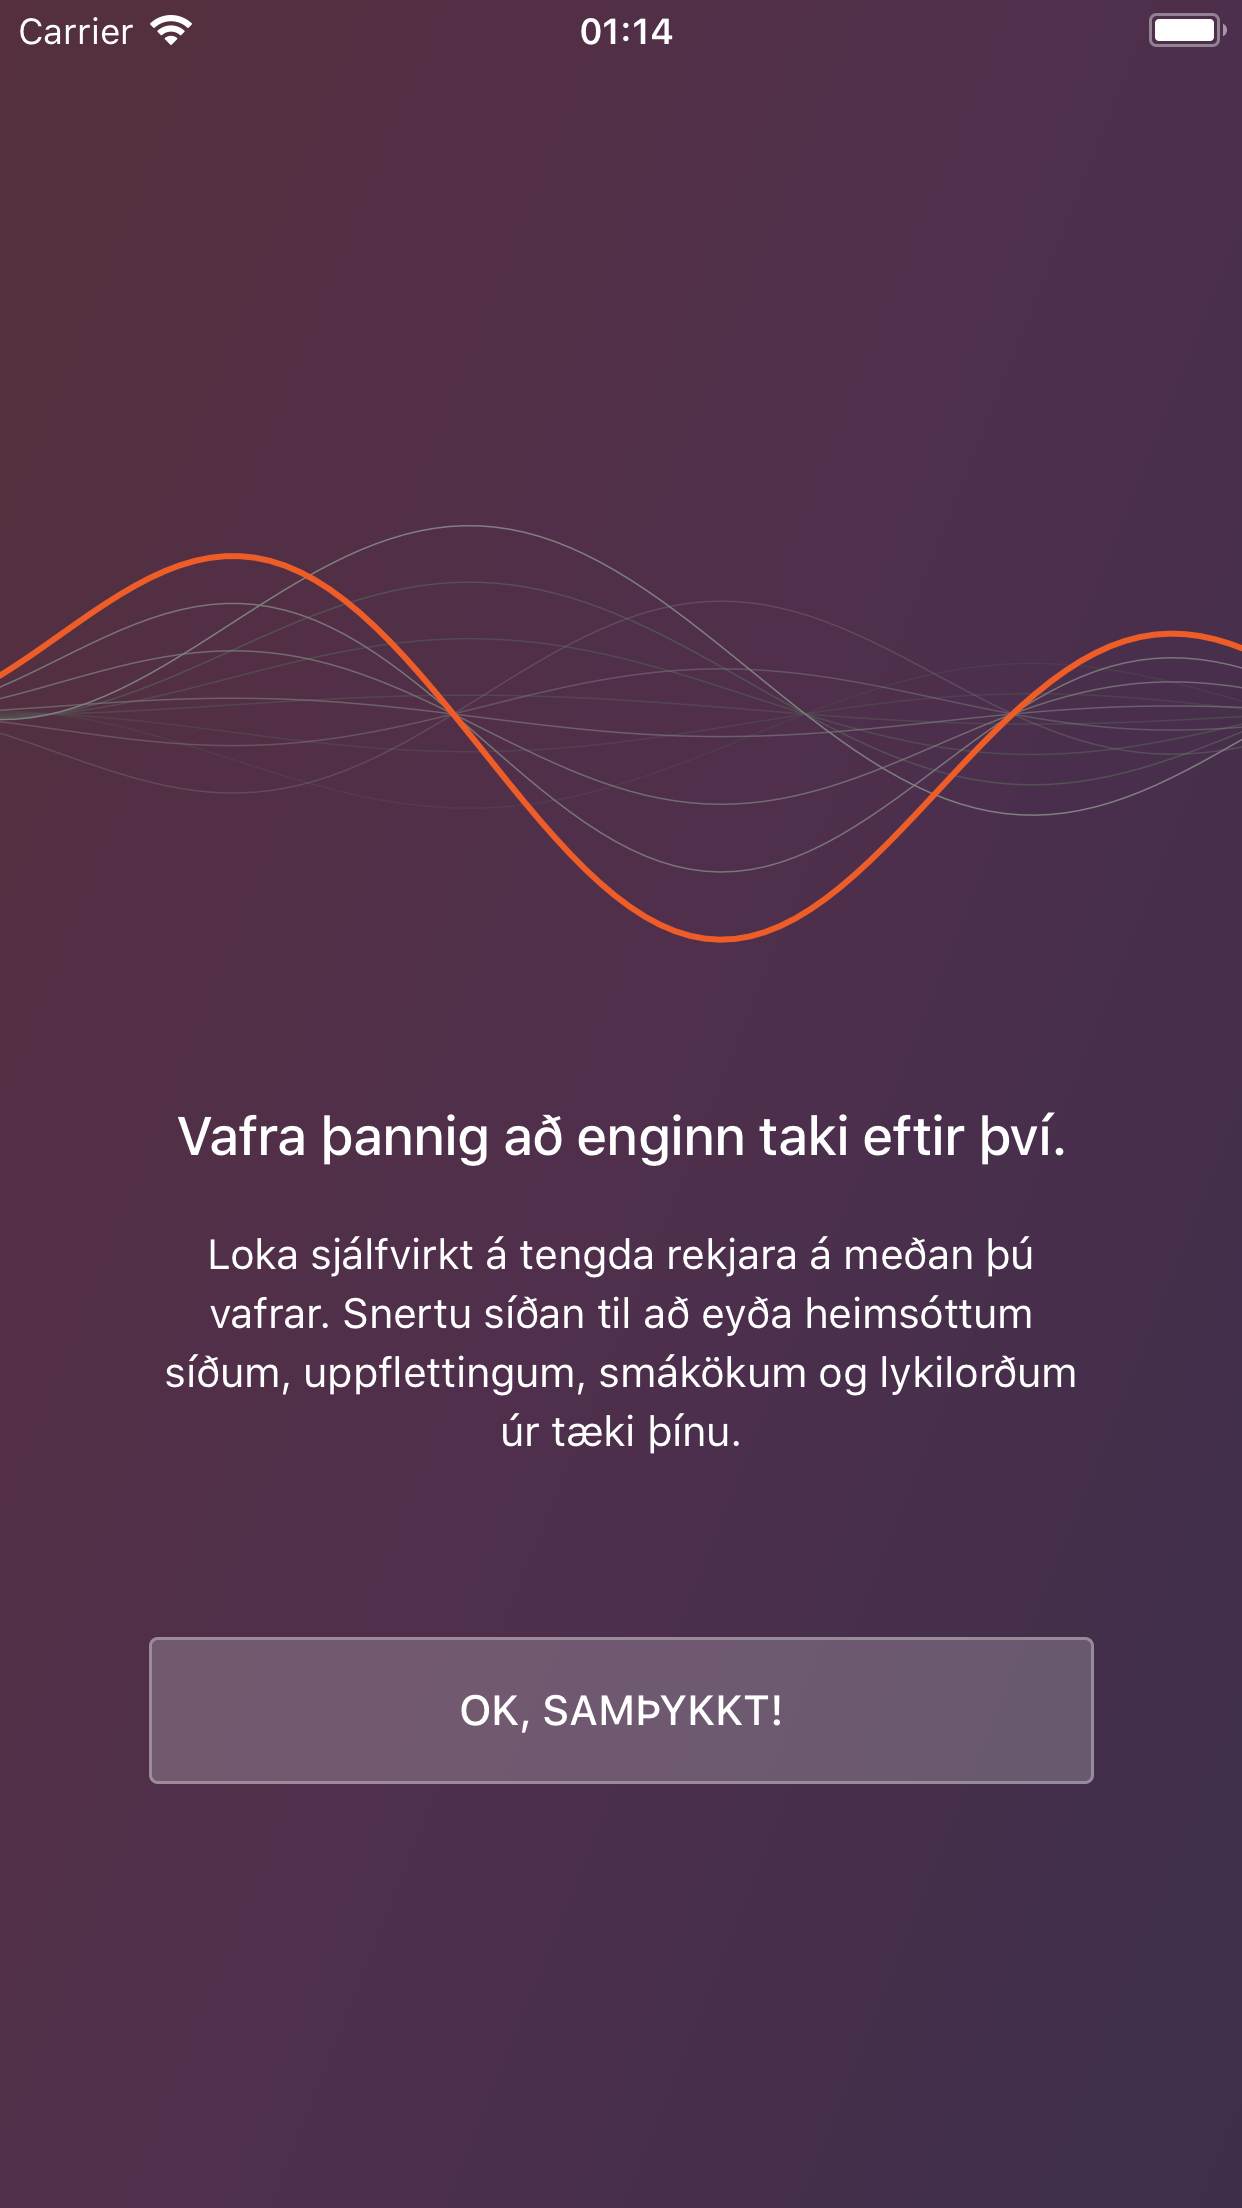 Carrier 01:14
Vafra þannig að enginn taki eftir því.
Loka sjálfvirkt á tengda rekjara á meðan þú
vafrar. Snertu síðan til að eyða heimsóttum
síðum, uppflettingum, smákökum og lykilorðum
úr tæki þínu.
OK, SAMÞYKKT!